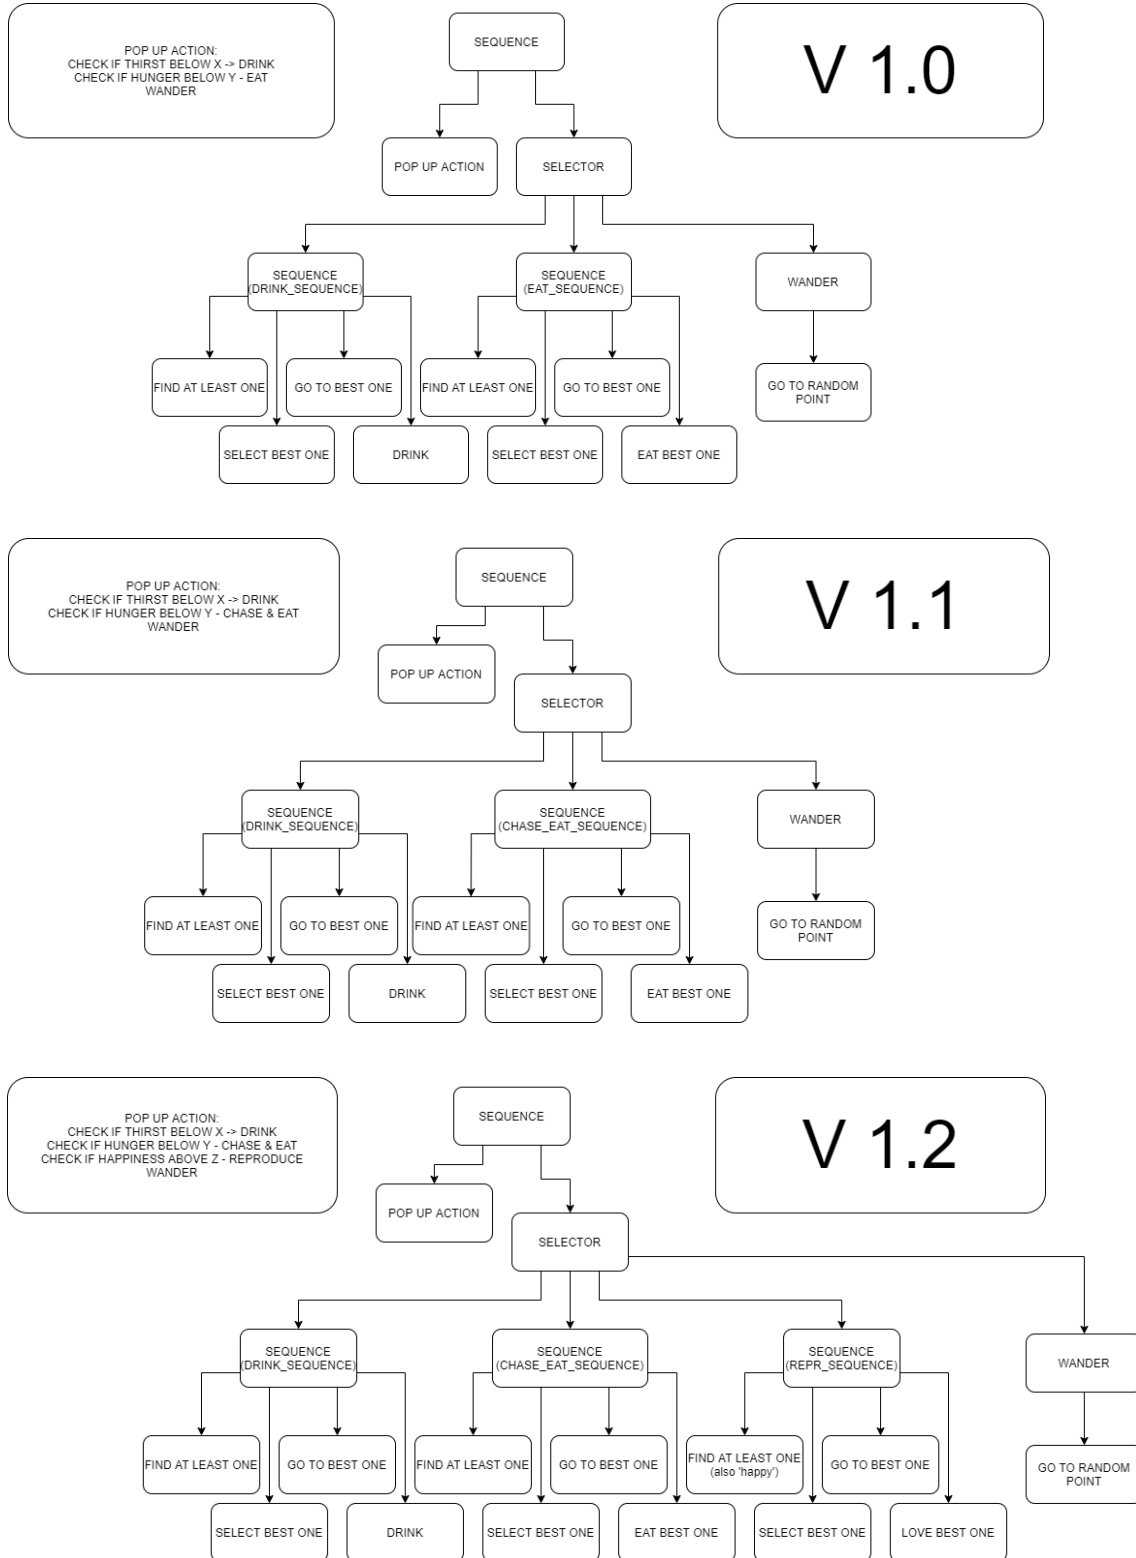 POP UP ACTION:
CHECK IF THIRST BELOW X -> DRINK
CHECK IF HUNGER BELOW Y - EAT
WANDER
SEQUENCE
V 1.0
POP UP ACTION
SELECTOR
SEQUENCE
(DRINK_SEQUENCE)
SEQUENCE
(EAT_SEQUENCE)
WANDER
FIND AT LEAST ONE
GO TO BEST ONE
FIND AT LEAST ONE
GO TO BEST ONE
GO TO RANDOM
POINT
SELECT BEST ONE
DRINK
SELECT BEST ONE
EAT BEST ONE
POP UP ACTION:
CHECK IF THIRST BELOW X -> DRINK
CHECK IF HUNGER BELOW Y - CHASE & EAT
WANDER
SEQUENCE
V 1.1
POP UP ACTION
SELECTOR
SEQUENCE
(DRINK_SEQUENCE)
SEQUENCE
(CHASE_EAT_SEQUENCE)
WANDER
FIND AT LEAST ONE
GO TO BEST ONE
FIND AT LEAST ONE
GO TO BEST ONE
GO TO RANDOM
POINT
SELECT BEST ONE
DRINK
SELECT BEST ONE
EAT BEST ONE
POP UP ACTION:
CHECK IF THIRST BELOW X -> DRINK
CHECK IF HUNGER BELOW Y - CHASE & EAT
CHECK IF HAPPINESS ABOVE Z - REPRODUCE
WANDER
SEQUENCE
V 1.2
POP UP ACTION
SELECTOR
SEQUENCE
(DRINK_SEQUENCE)
SEQUENCE
(CHASE_EAT_SEQUENCE)
SEQUENCE
(REPR_SEQUENCE)
WANDER
FIND AT LEAST ONE
GO TO BEST ONE
FIND AT LEAST ONE
GO TO BEST ONE
FIND AT LEAST ONE
(also 'happy')
GO TO BEST ONE
GO TO RANDOM
POINT
SELECT BEST ONE
DRINK
SELECT BEST ONE
EAT BEST ONE
SELECT BEST ONE
LOVE BEST ONE